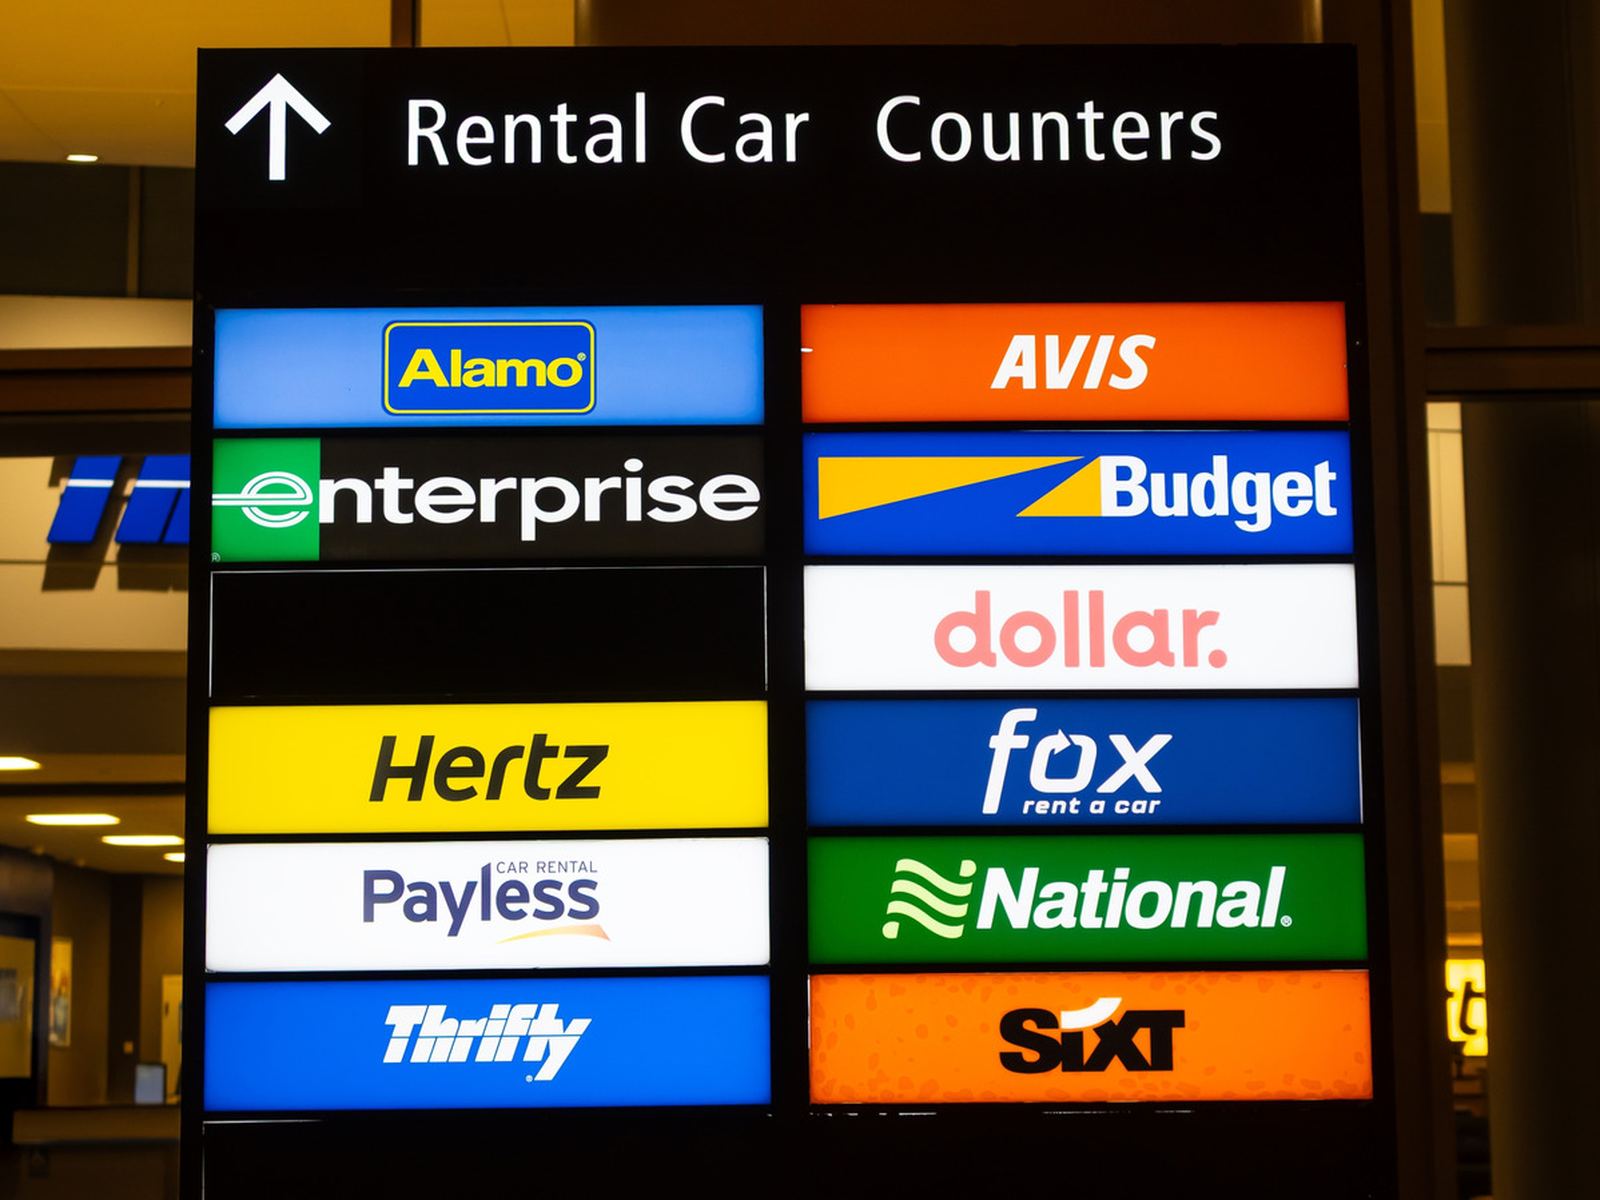 Rental Car Counters
Alamo®
AVIS
enterprise
®
Budget
dollar.
Hertz
fox
rent a car
CAR RENTAL
Payless
National®
Thrifty®
SIXT